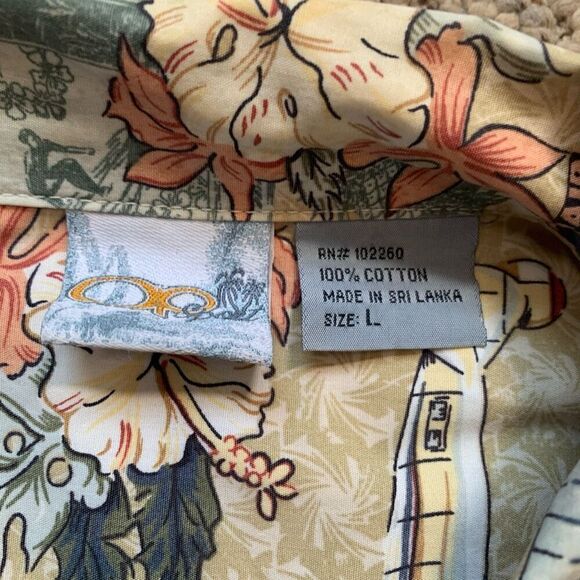 RN# 102260
100% COTTON
MADE IN SRI LANKA
SIZE: L